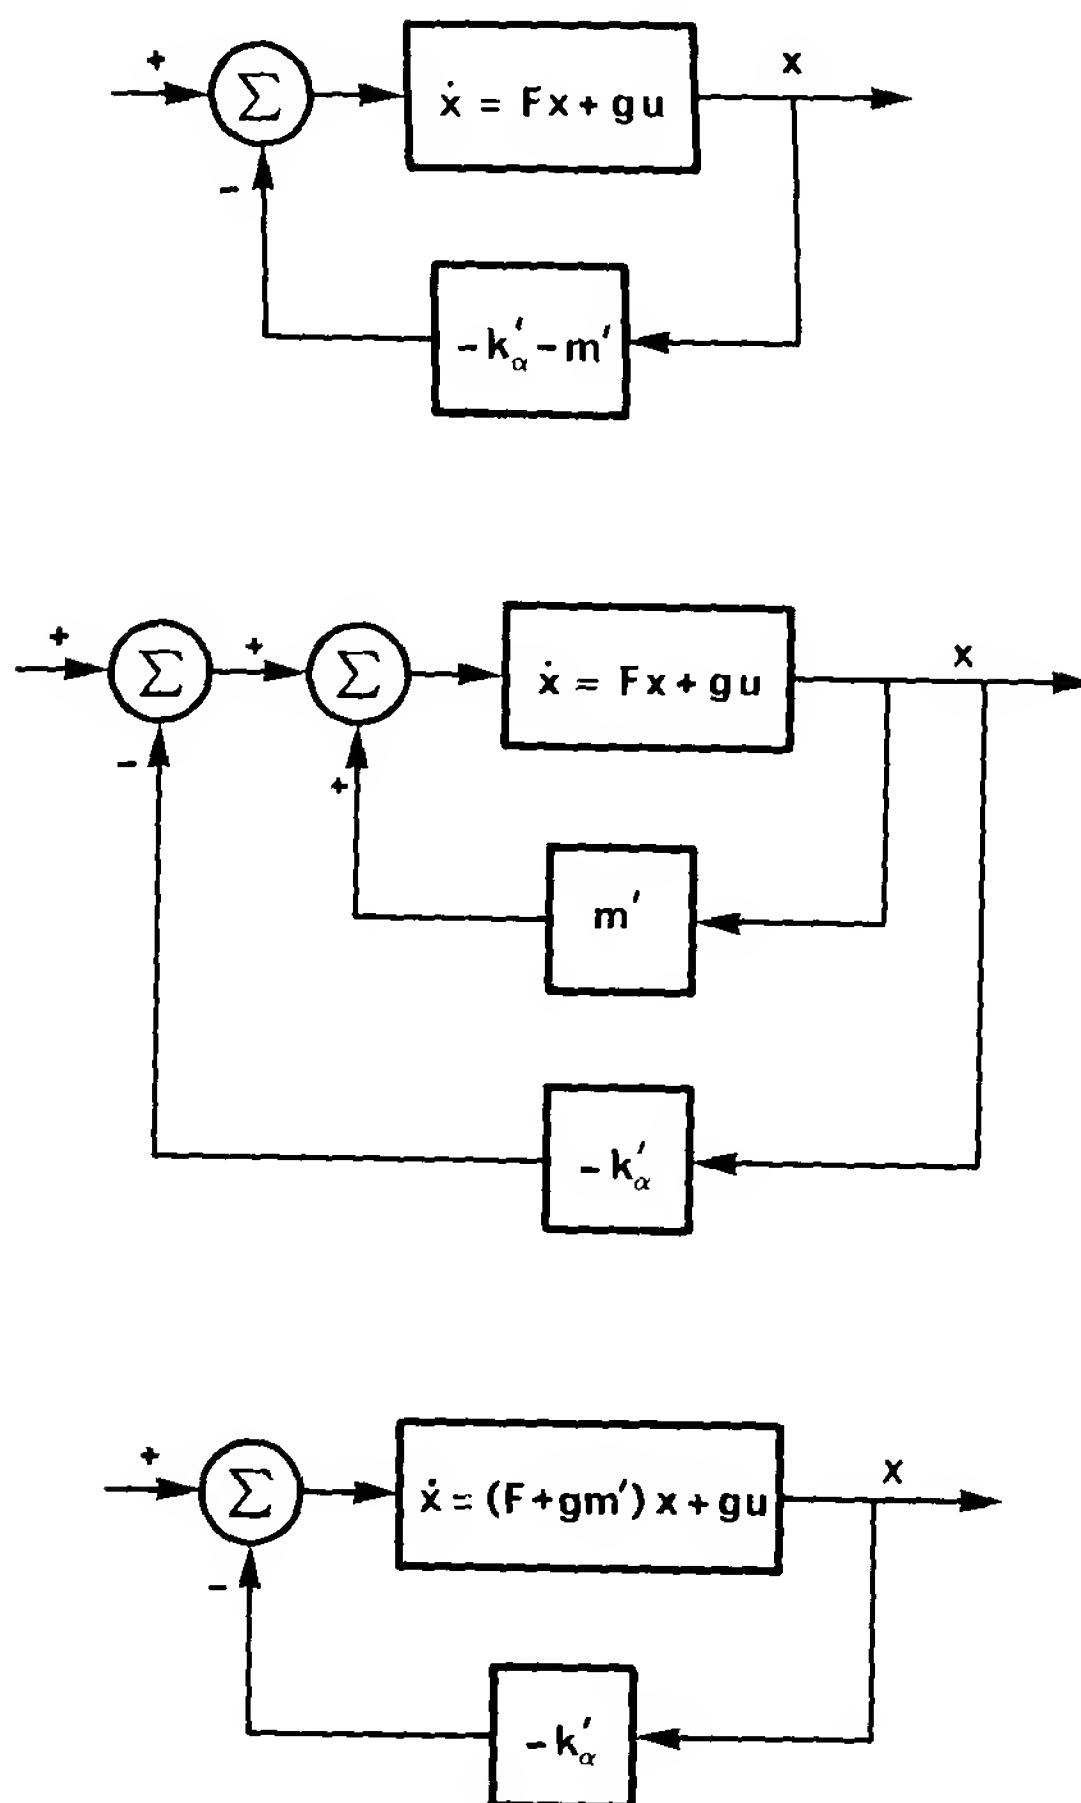 + Σ ẋ = Fx + gu x
-
-k′α - m′
+ Σ + Σ ẋ = Fx + gu x
- +
m′
-k′α
+ Σ ẋ = (F + gm′) x + gu x
-
-k′α